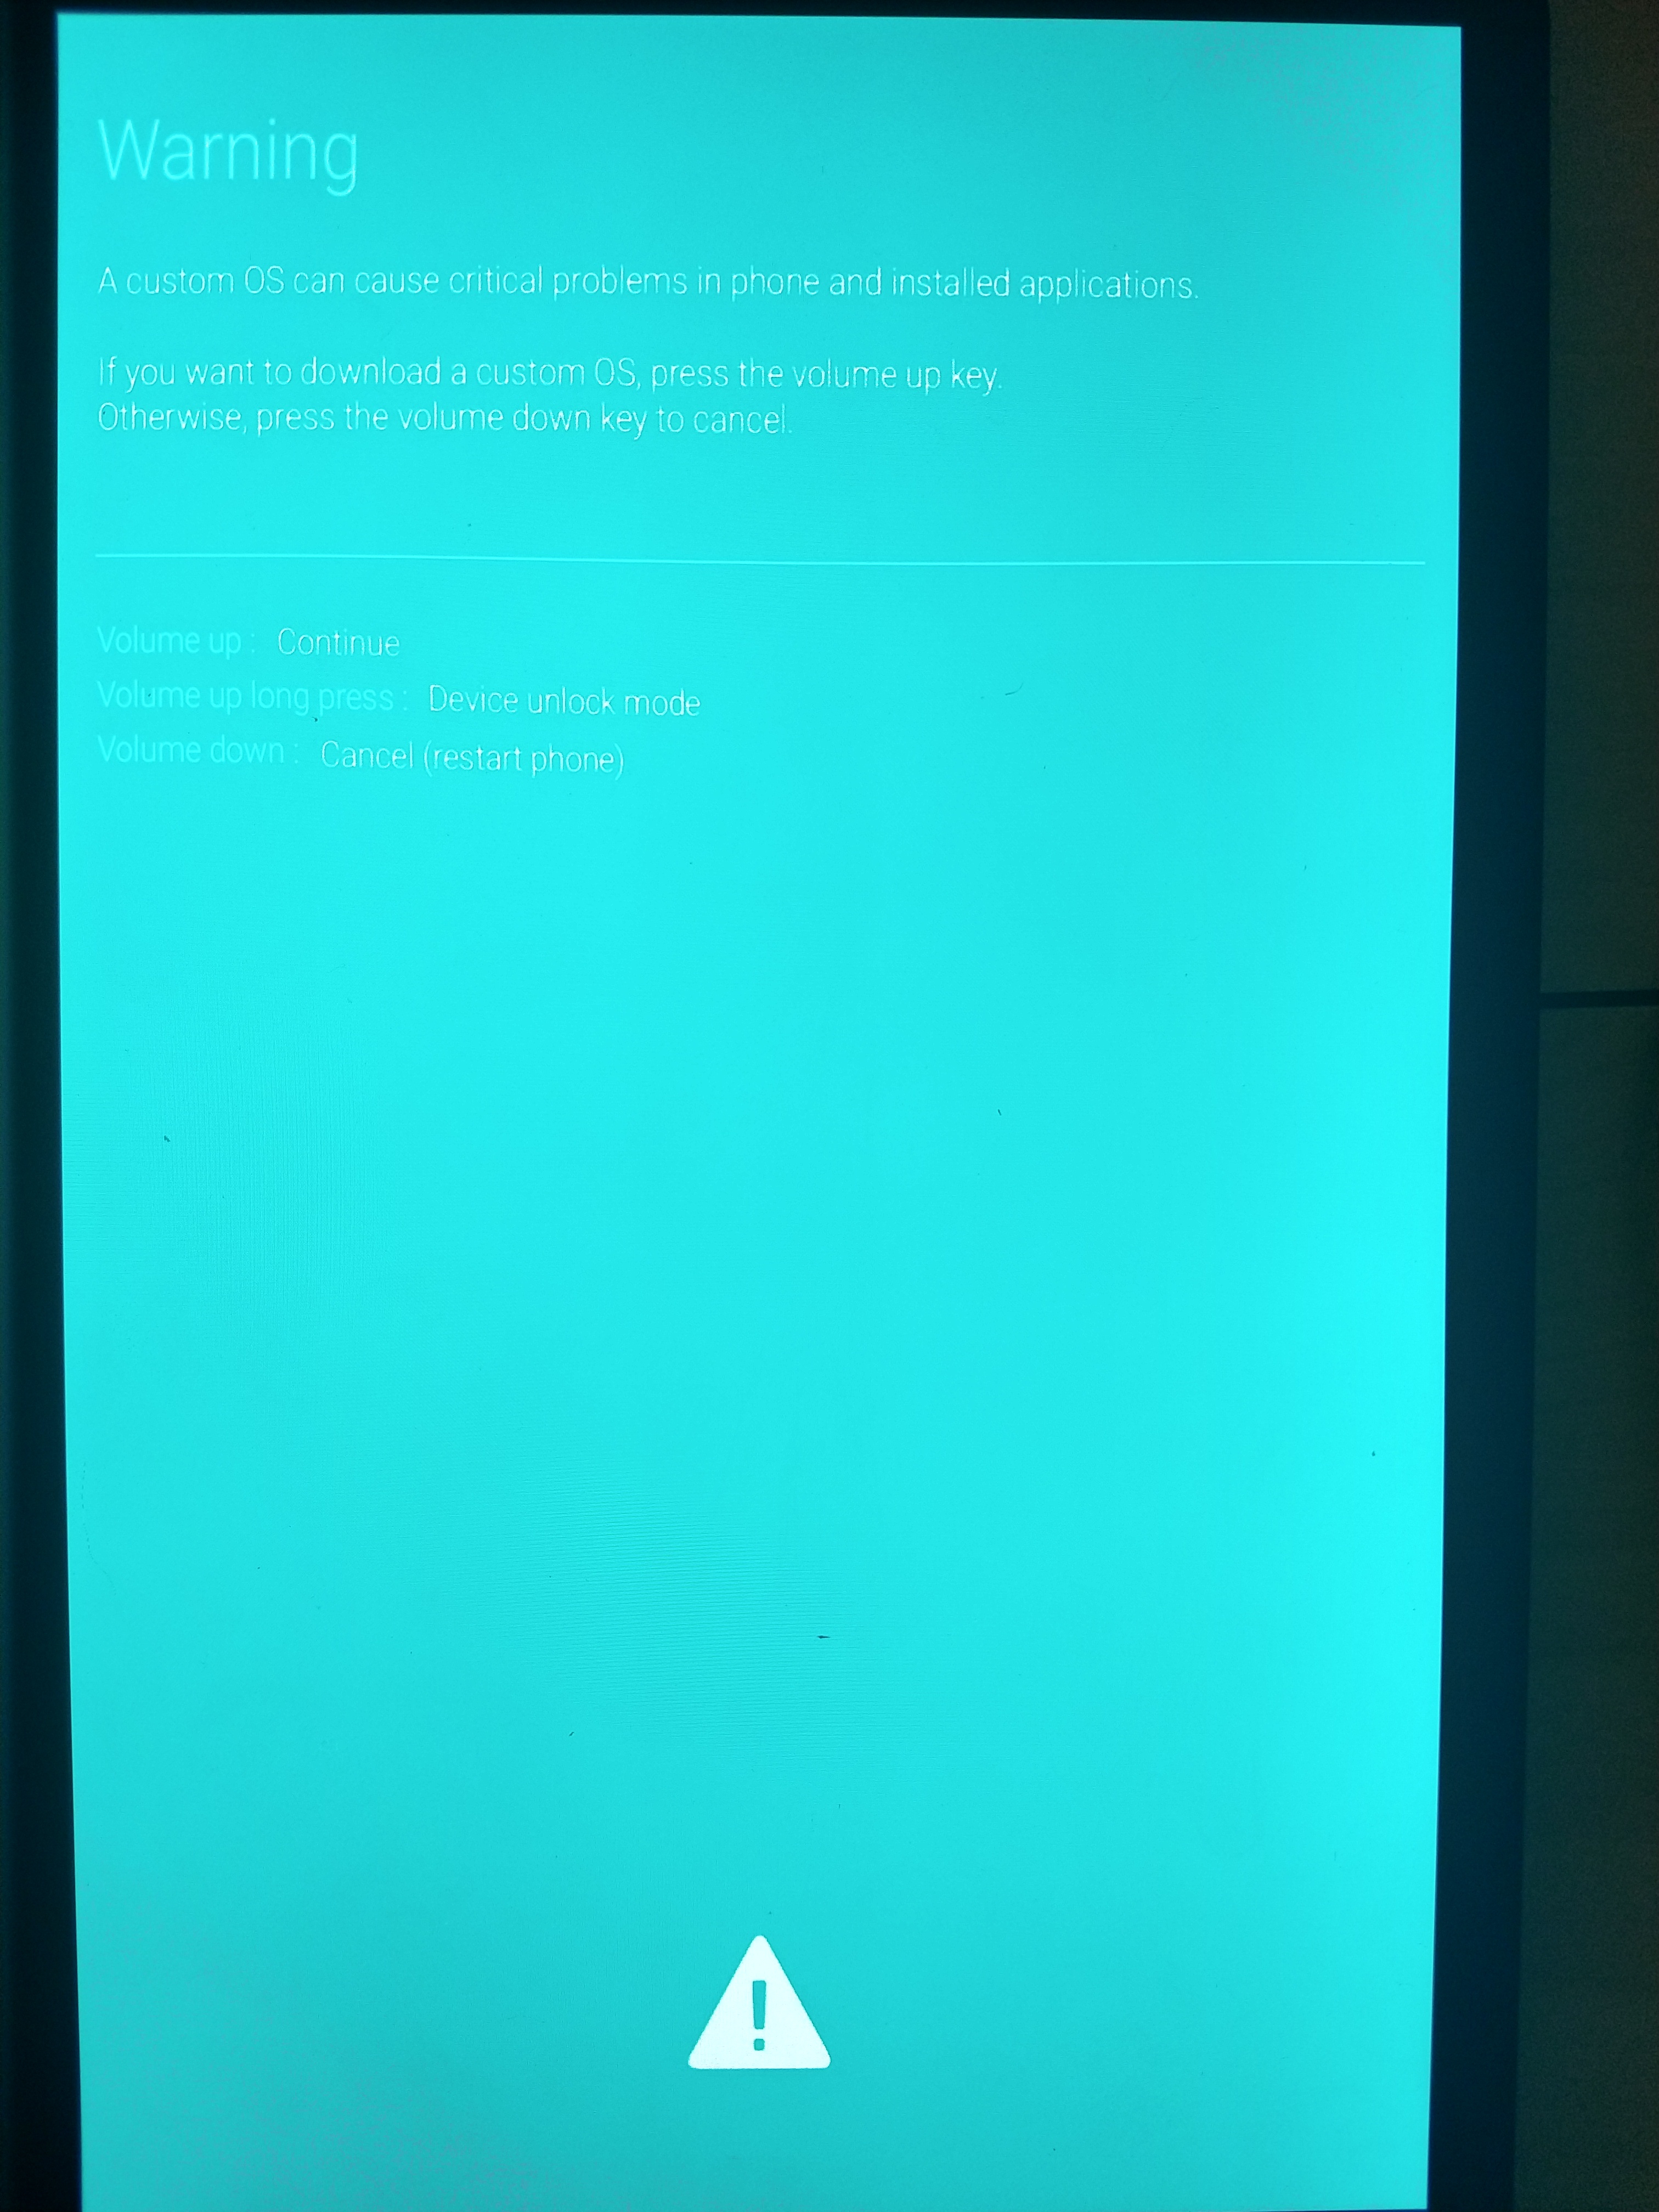 Warning
A custom OS can cause critical problems in phone and installed applications.
If you want to download a custom OS, press the volume up key.
Otherwise, press the volume down key to cancel.
Volume up : Continue
Volume up long press : Device unlock mode
Volume down : Cancel (restart phone)
!